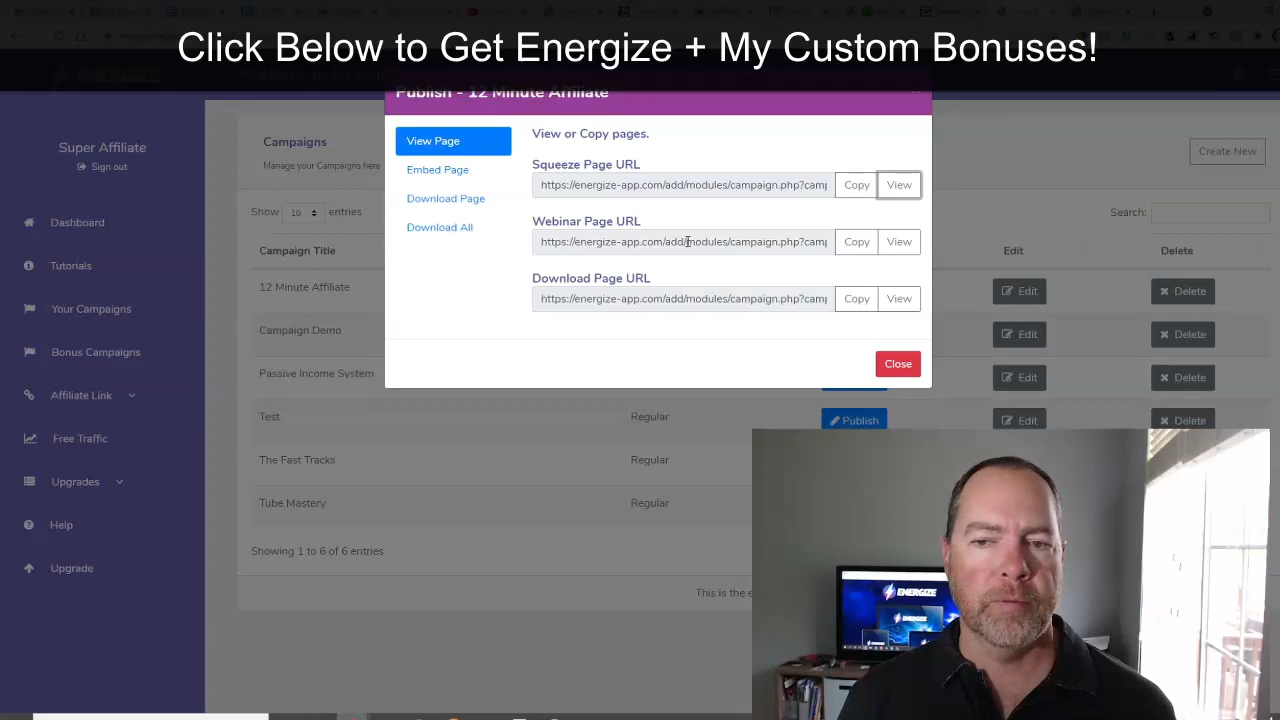 Click Below to Get Energize + My Custom Bonuses!
Publish - 12 Minute Affiliate
Super Affiliate
Sign out
Dashboard
Tutorials
Your Campaigns
Bonus Campaigns
Affiliate Link
Free Traffic
Upgrades
Help
Upgrade
Campaigns
Manage your Campaigns here
Create New
Show 10 entries
Search:
Campaign Title
Edit
Delete
12 Minute Affiliate
Edit
Delete
Campaign Demo
Edit
Delete
Passive Income System
Edit
Delete
Test
Regular
Publish
Edit
Delete
The Fast Tracks
Regular
Tube Mastery
Regular
Showing 1 to 6 of 6 entries
This is the
View Page
Embed Page
Download Page
Download All
View or Copy pages.
Squeeze Page URL
https://energize-app.com/add/modules/campaign.php?camp
Copy
View
Webinar Page URL
https://energize-app.com/add/modules/campaign.php?camp
Copy
View
Download Page URL
https://energize-app.com/add/modules/campaign.php?camp
Copy
View
Close
ENERGIZE